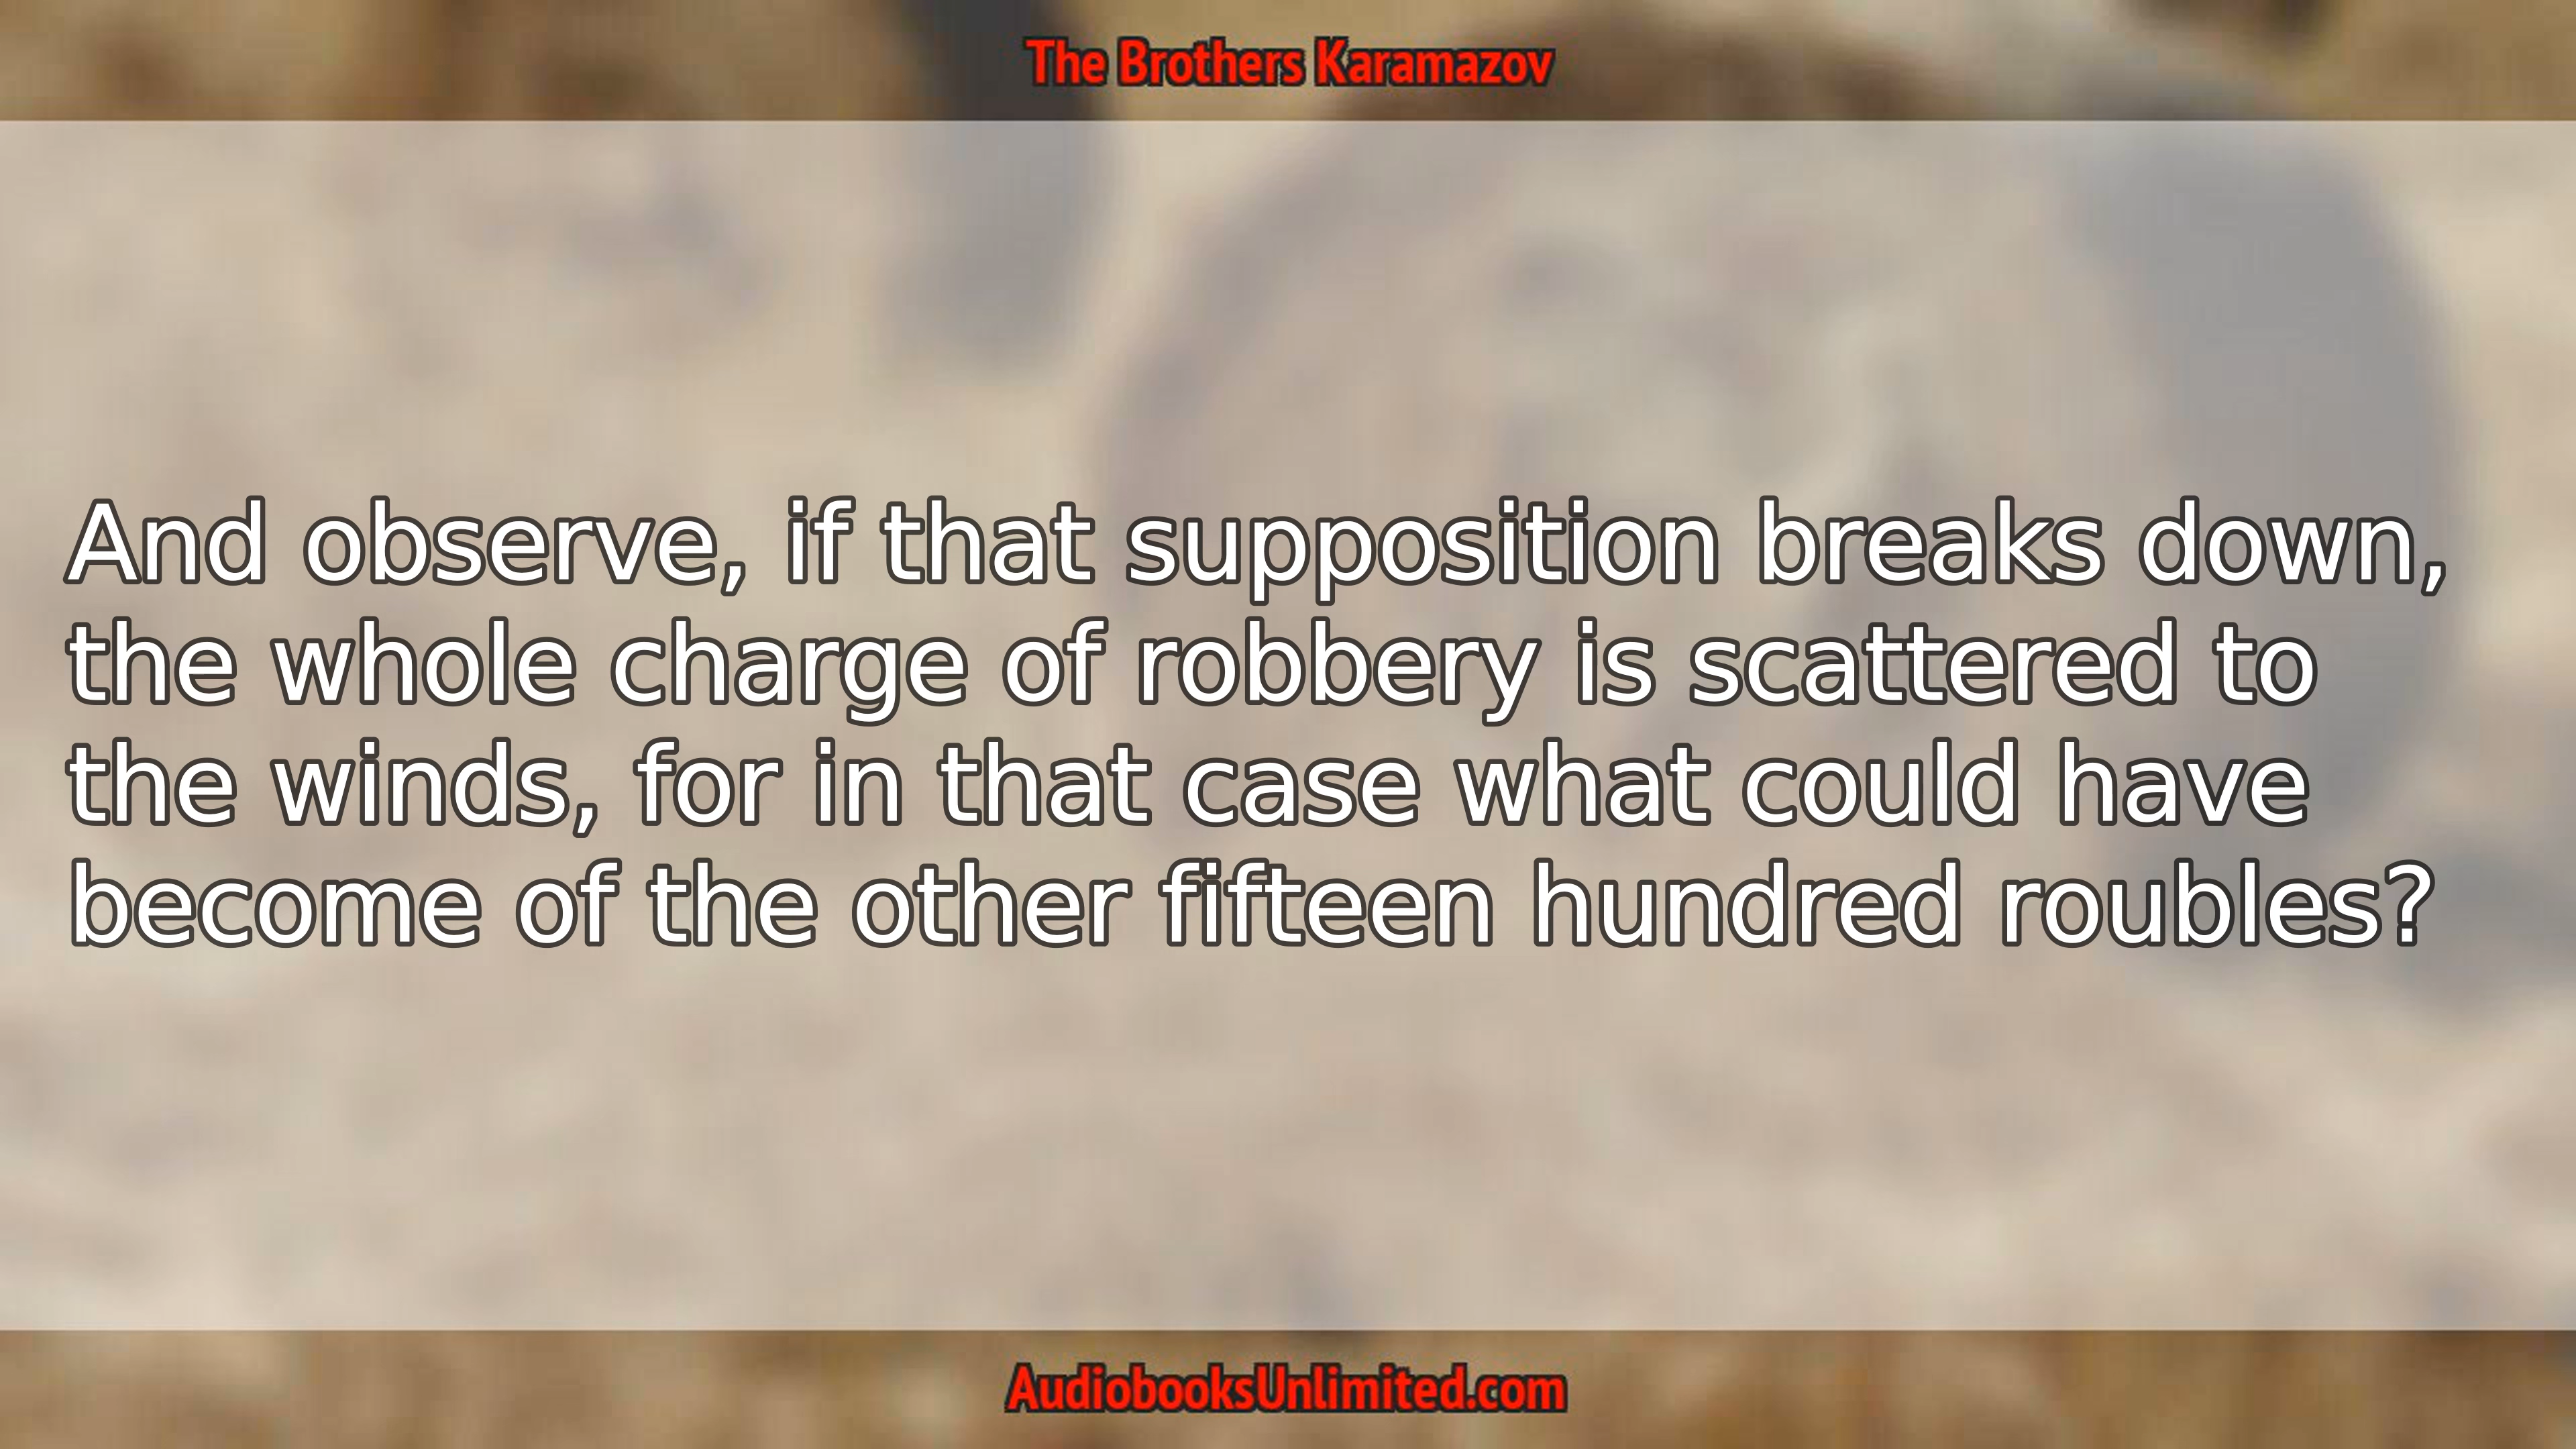 The Brothers Karamazov
And observe, if that supposition breaks down,
the whole charge of robbery is scattered to
the winds, for in that case what could have
become of the other fifteen hundred roubles?
AudiobooksUnlimited.com